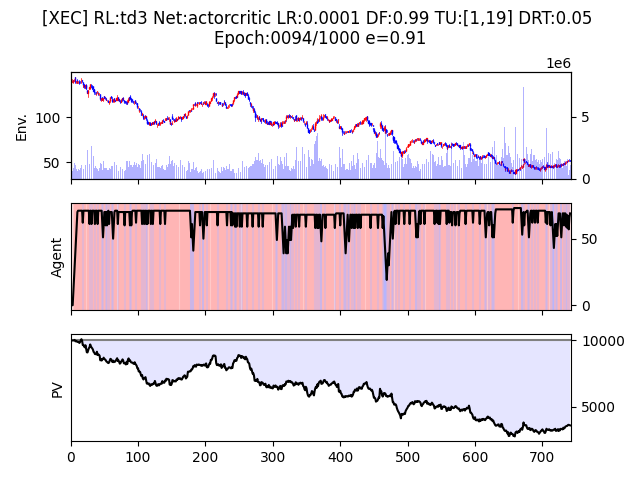 [XEC] RL:td3 Net:actorcritic LR:0.0001 DF:0.99 TU:[1,19] DRT:0.05
Epoch:0094/1000 e=0.91
1e6
Env.
100
50
5
0
Agent
50
0
PV
10000
5000
0 100 200 300 400 500 600 700